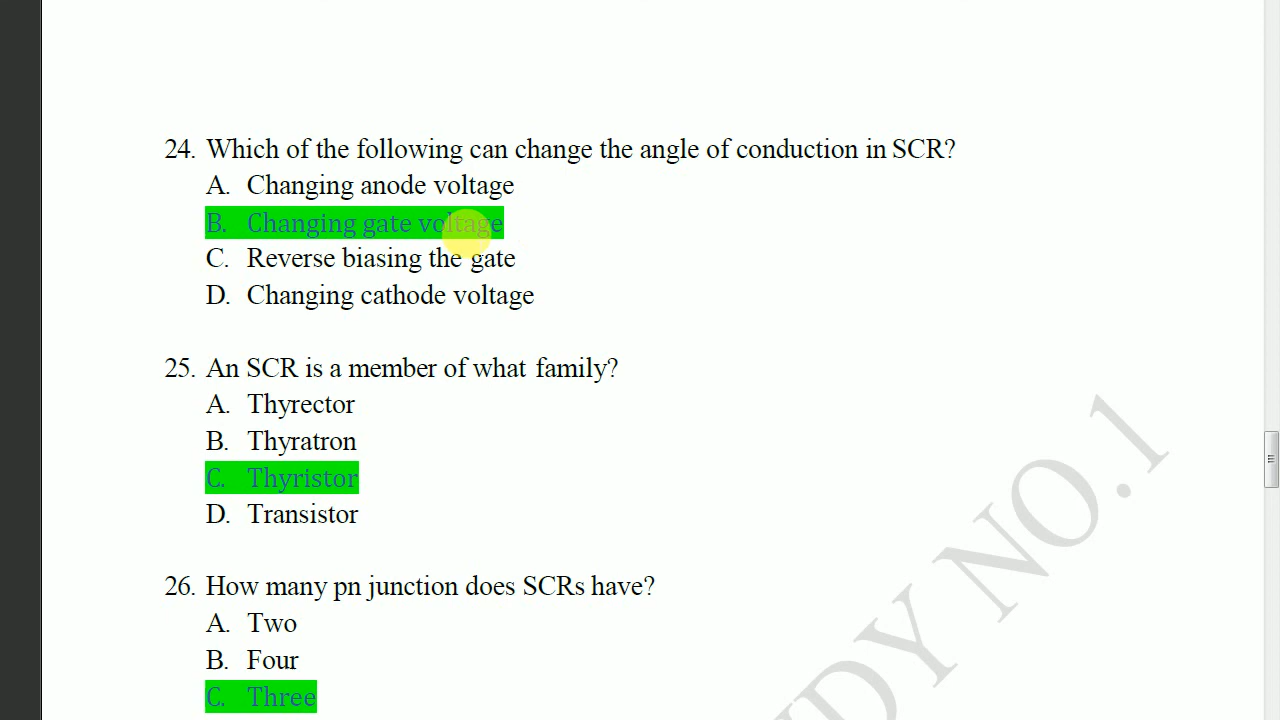 24. Which of the following can change the angle of conduction in SCR?
A. Changing anode voltage
B. Changing gate voltage
C. Reverse biasing the gate
D. Changing cathode voltage
25. An SCR is a member of what family?
A. Thyrector
B. Thyratron
C. Thyristor
D. Transistor
26. How many pn junction does SCRs have?
A. Two
B. Four
C. Three
NO.1